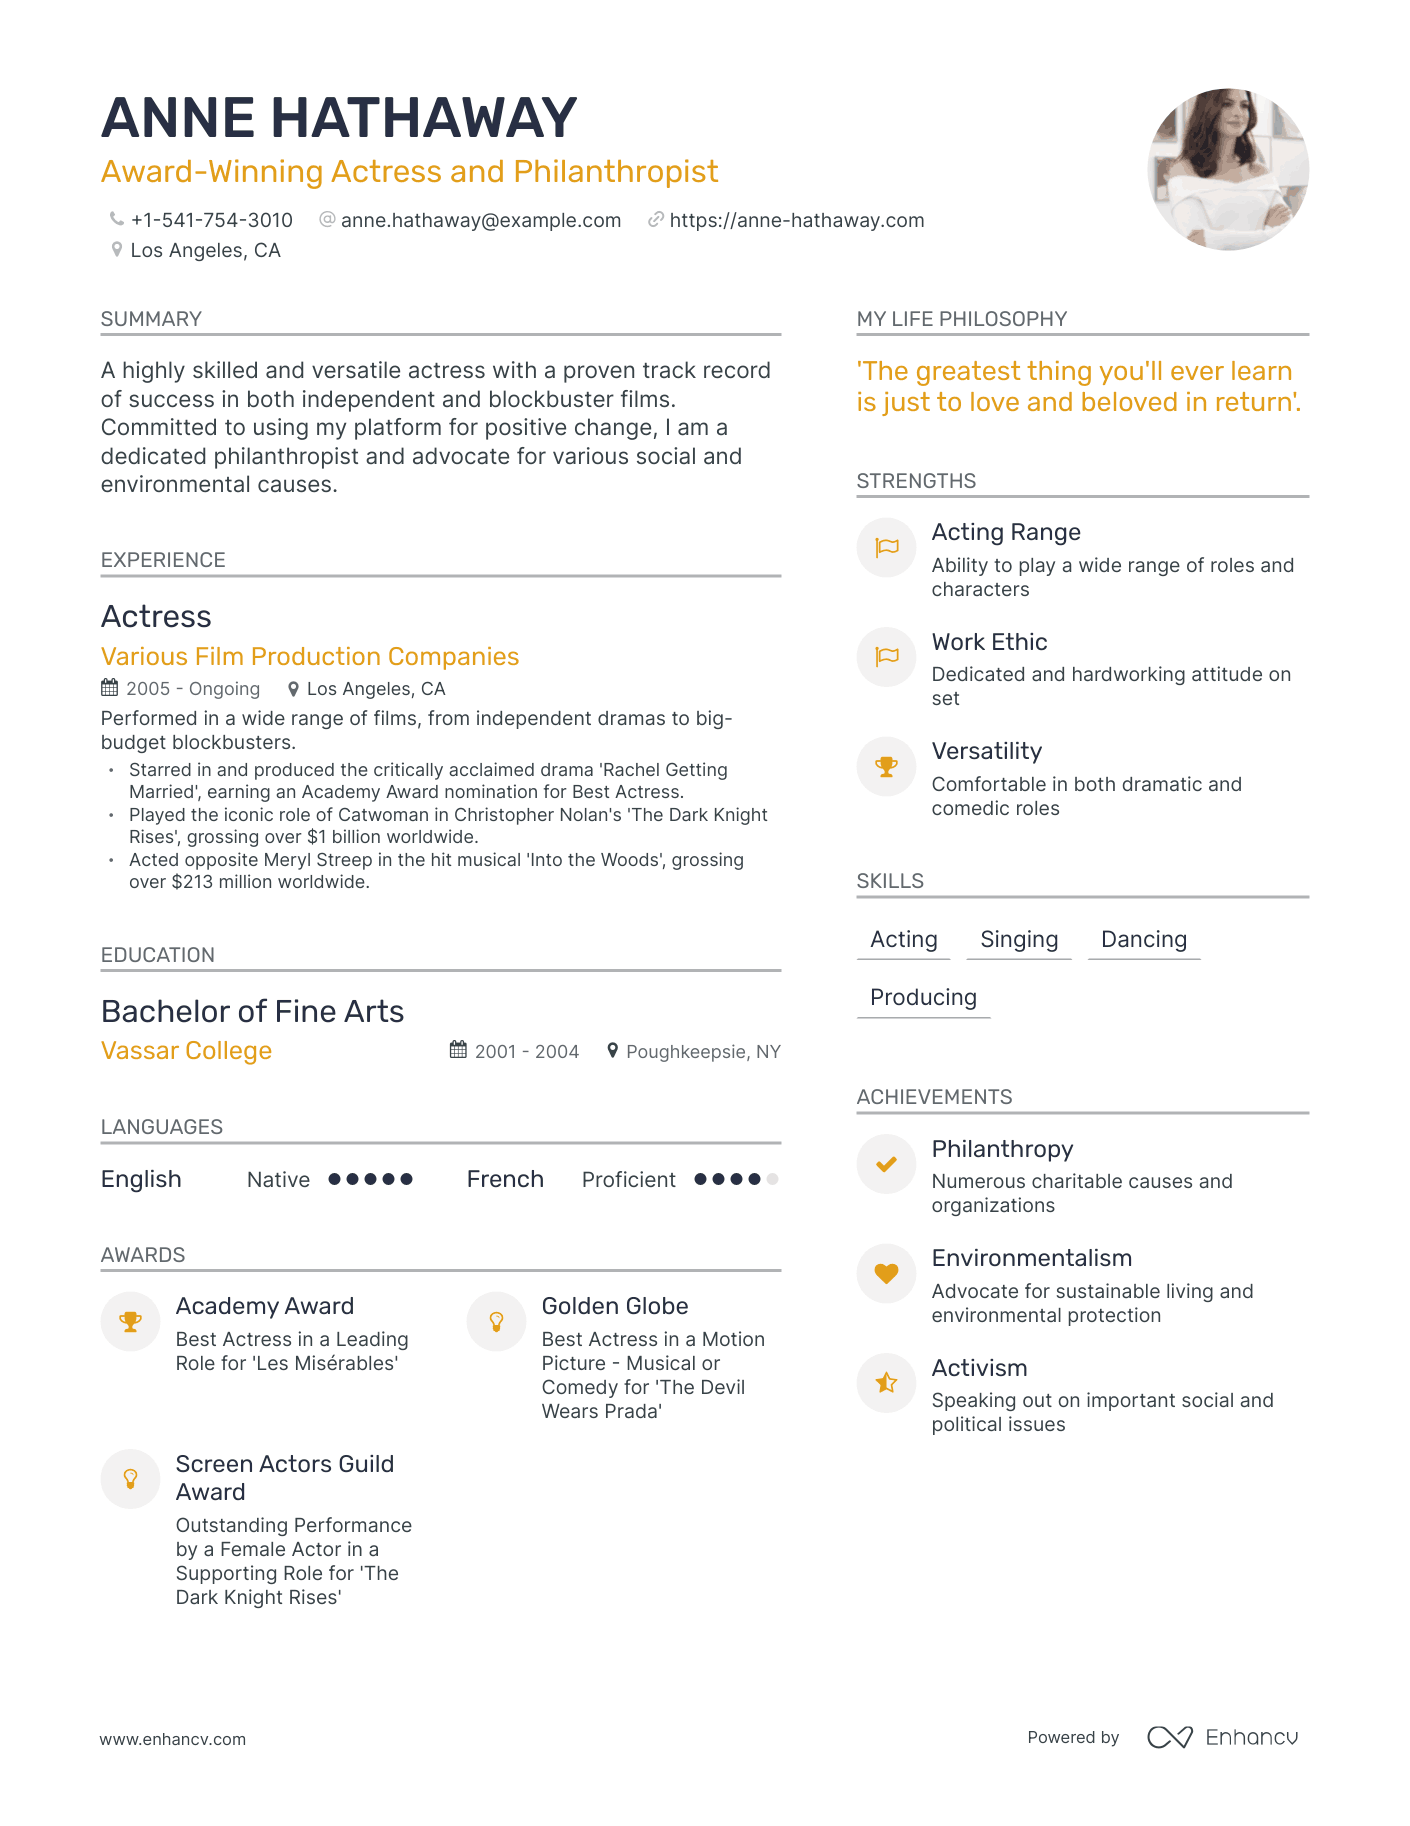 ANNE HATHAWAY
Award-Winning Actress and Philanthropist
+1-541-754-3010 @ anne.hathaway@example.com https://anne-hathaway.com
Los Angeles, CA
SUMMARY
A highly skilled and versatile actress with a proven track record
of success in both independent and blockbuster films.
Committed to using my platform for positive change, I am a
dedicated philanthropist and advocate for various social and
environmental causes.
EXPERIENCE
Actress
Various Film Production Companies
2005 - Ongoing Los Angeles, CA
Performed in a wide range of films, from independent dramas to big-
budget blockbusters.
• Starred in and produced the critically acclaimed drama 'Rachel Getting
Married', earning an Academy Award nomination for Best Actress.
• Played the iconic role of Catwoman in Christopher Nolan's 'The Dark Knight
Rises', grossing over $1 billion worldwide.
• Acted opposite Meryl Streep in the hit musical 'Into the Woods', grossing
over $213 million worldwide.
EDUCATION
Bachelor of Fine Arts
Vassar College 2001 - 2004 Poughkeepsie, NY
LANGUAGES
English Native French Proficient
AWARDS
Academy Award
Best Actress in a Leading
Role for 'Les Misérables'
Golden Globe
Best Actress in a Motion
Picture - Musical or
Comedy for 'The Devil
Wears Prada'
Screen Actors Guild
Award
Outstanding Performance
by a Female Actor in a
Supporting Role for 'The
Dark Knight Rises'
MY LIFE PHILOSOPHY
'The greatest thing you'll ever learn
is just to love and beloved in return'.
STRENGTHS
Acting Range
Ability to play a wide range of roles and
characters
Work Ethic
Dedicated and hardworking attitude on
set
Versatility
Comfortable in both dramatic and
comedic roles
SKILLS
Acting Singing Dancing
Producing
ACHIEVEMENTS
Philanthropy
Numerous charitable causes and
organizations
Environmentalism
Advocate for sustainable living and
environmental protection
Activism
Speaking out on important social and
political issues
www.enhancv.com
Powered by Enhancv